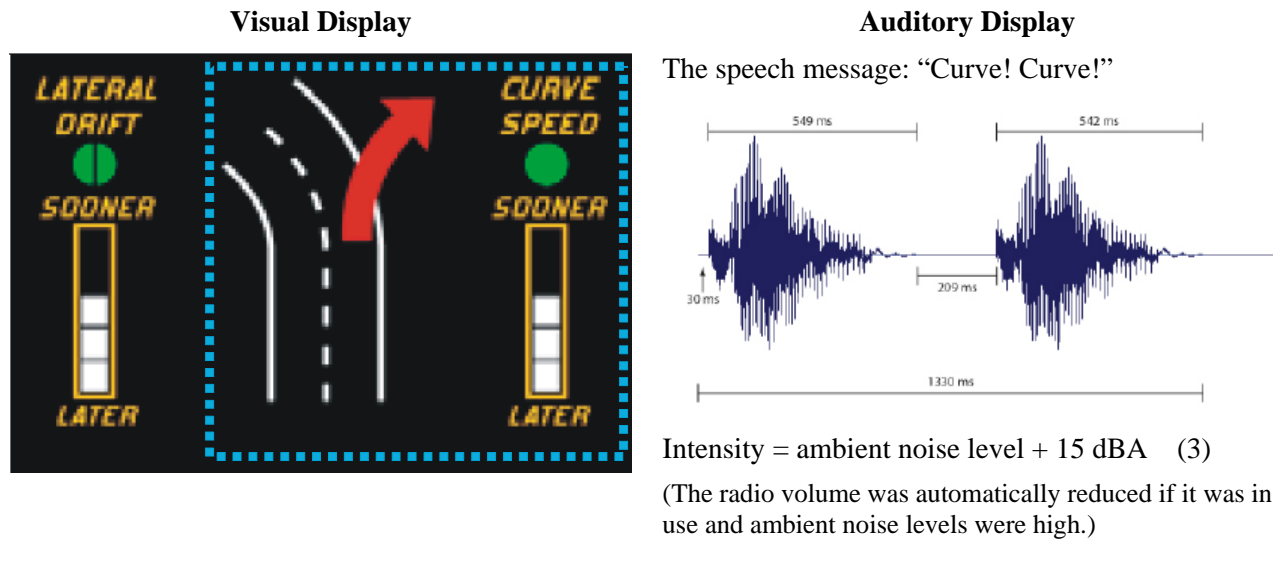 Visual Display
LATERAL
DRIFT
SOONER
LATER
CURVE
SPEED
SOONER
LATER
Auditory Display
The speech message: “Curve! Curve!”
549 ms
542 ms
30 ms
209 ms
1330 ms
Intensity = ambient noise level + 15 dBA (3)
(The radio volume was automatically reduced if it was in
use and ambient noise levels were high.)